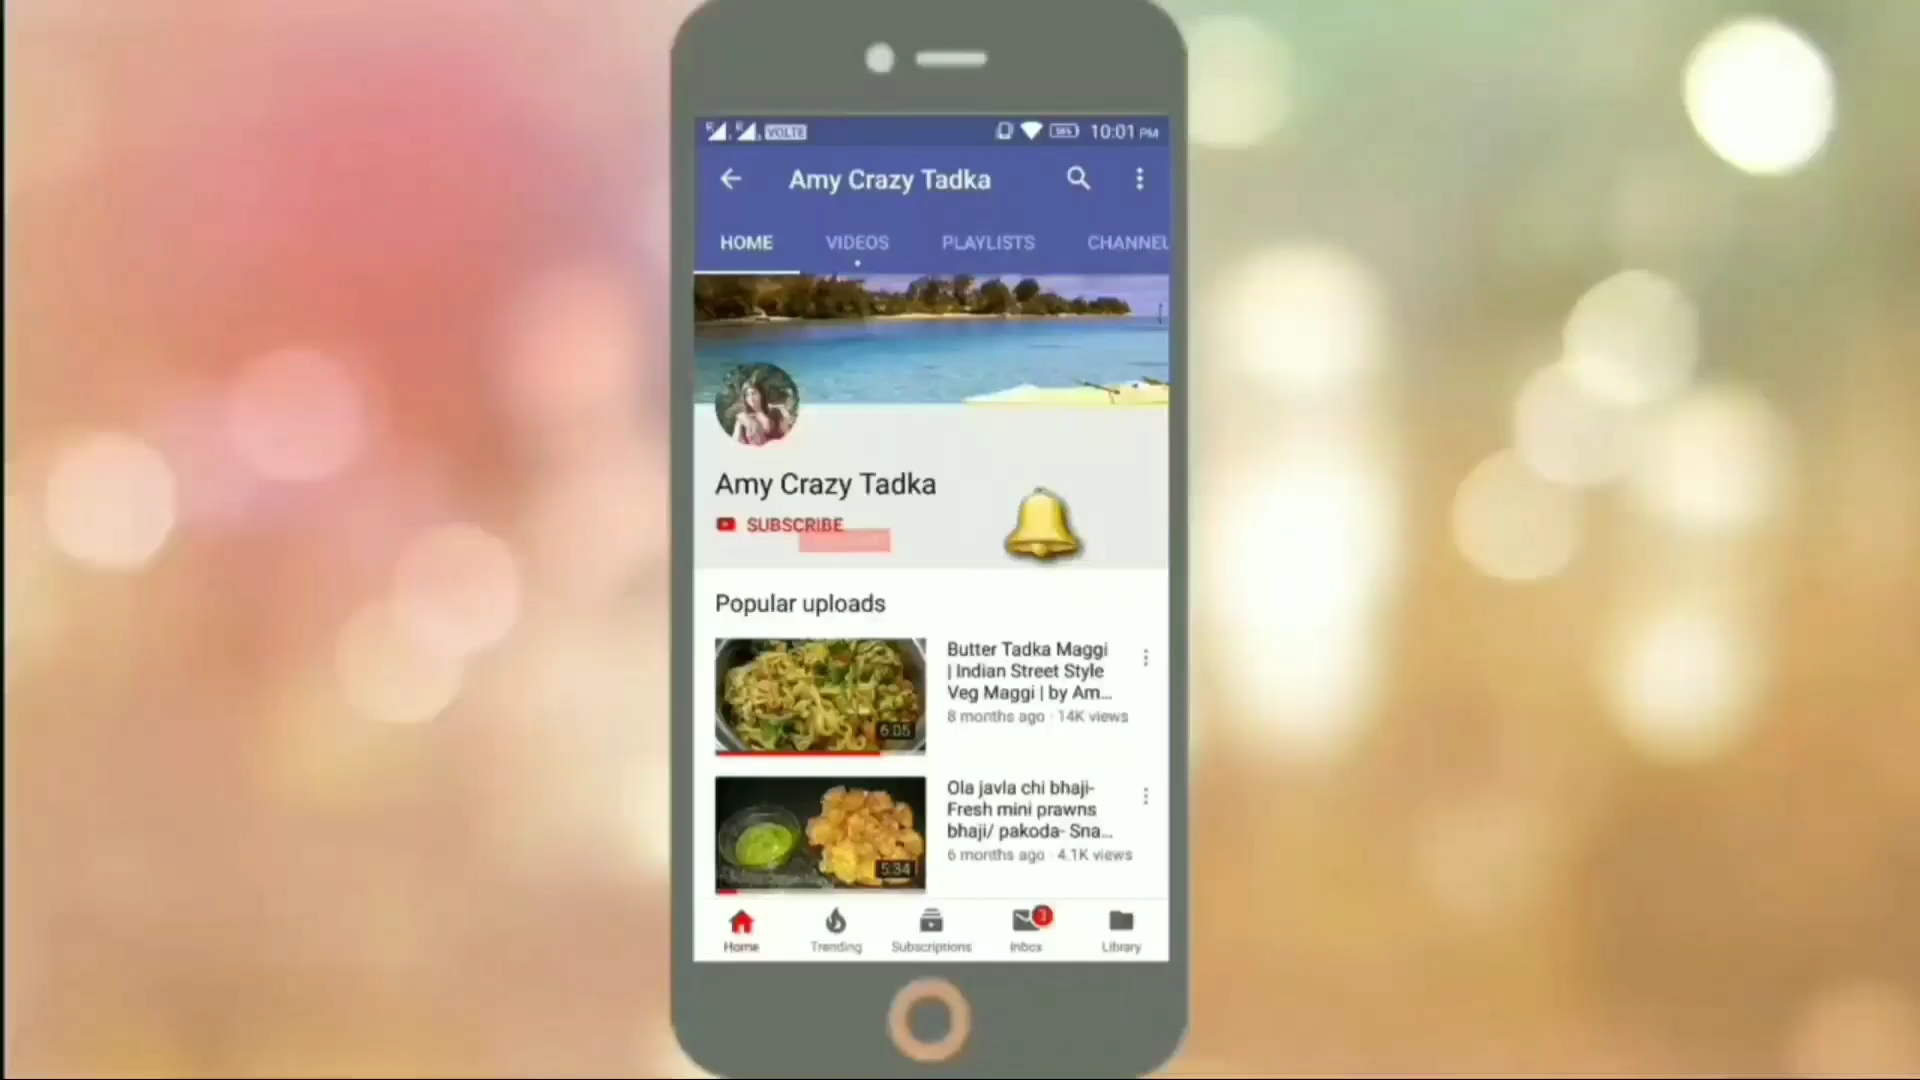 VOLTE 10:01 PM
Amy Crazy Tadka
HOME VIDEOS PLAYLISTS CHANNEL
Amy Crazy Tadka
SUBSCRIBE
Popular uploads
Butter Tadka Maggi
| Indian Street Style
Veg Maggi | by Am...
8 months ago · 14K views
6:05
Ola javla chi bhaji-
Fresh mini prawns
bhaji/ pakoda- Sna...
6 months ago · 4.1K views
5:34
Home Trending Subscriptions Inbox Library